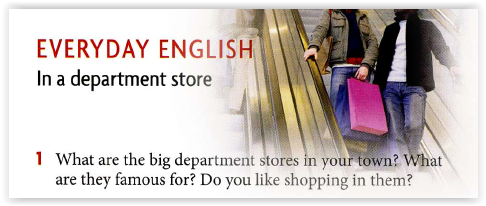 EVERYDAY ENGLISH
In a department store
1 What are the big department stores in your town? What
are they famous for? Do you like shopping in them?